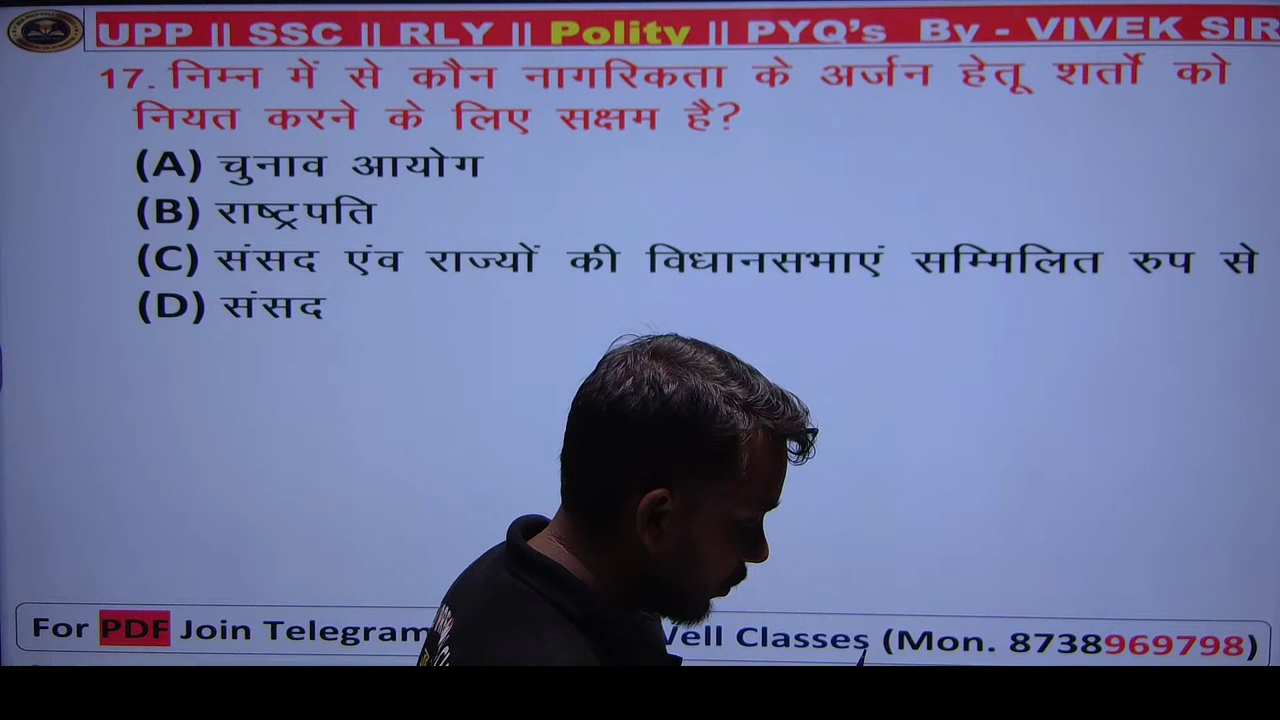 UPP || SSC || RLY || Polity || PYQ's By - VIVEK SIR
17. निम्न में से कौन नागरिकता के अर्जन हेतू शर्तो को
नियत करने के लिए सक्षम है?
(A) चुनाव आयोग
(B) राष्ट्रपति
(C) संसद एंव राज्यों की विधानसभाएं सम्मिलित रुप से
(D) संसद
For PDF Join Telegram Classes (Mon. 8738969798)